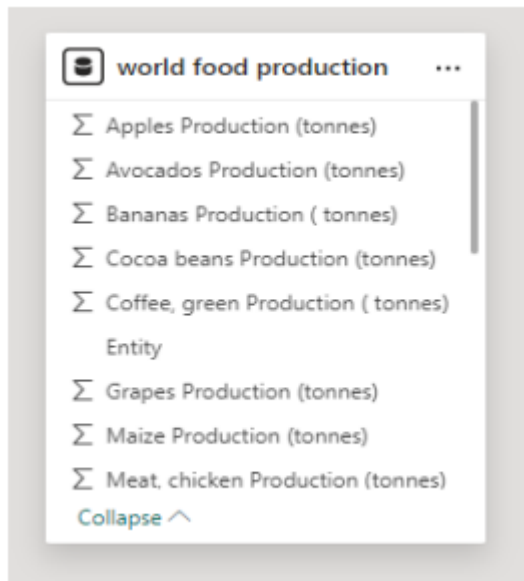 world food production ...
Σ Apples Production (tonnes)
Σ Avocados Production (tonnes)
Σ Bananas Production ( tonnes)
Σ Cocoa beans Production (tonnes)
Σ Coffee, green Production ( tonnes)
Entity
Σ Grapes Production (tonnes)
Σ Maize Production (tonnes)
Σ Meat, chicken Production (tonnes)
Collapse